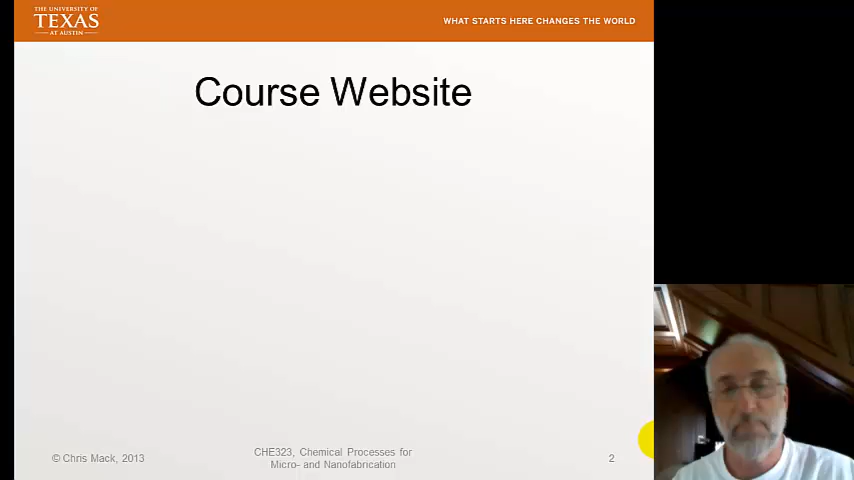 THE UNIVERSITY OF
TEXAS
AT AUSTIN
WHAT STARTS HERE CHANGES THE WORLD
Course Website
© Chris Mack, 2013
CHE323, Chemical Processes for
Micro- and Nanofabrication
2